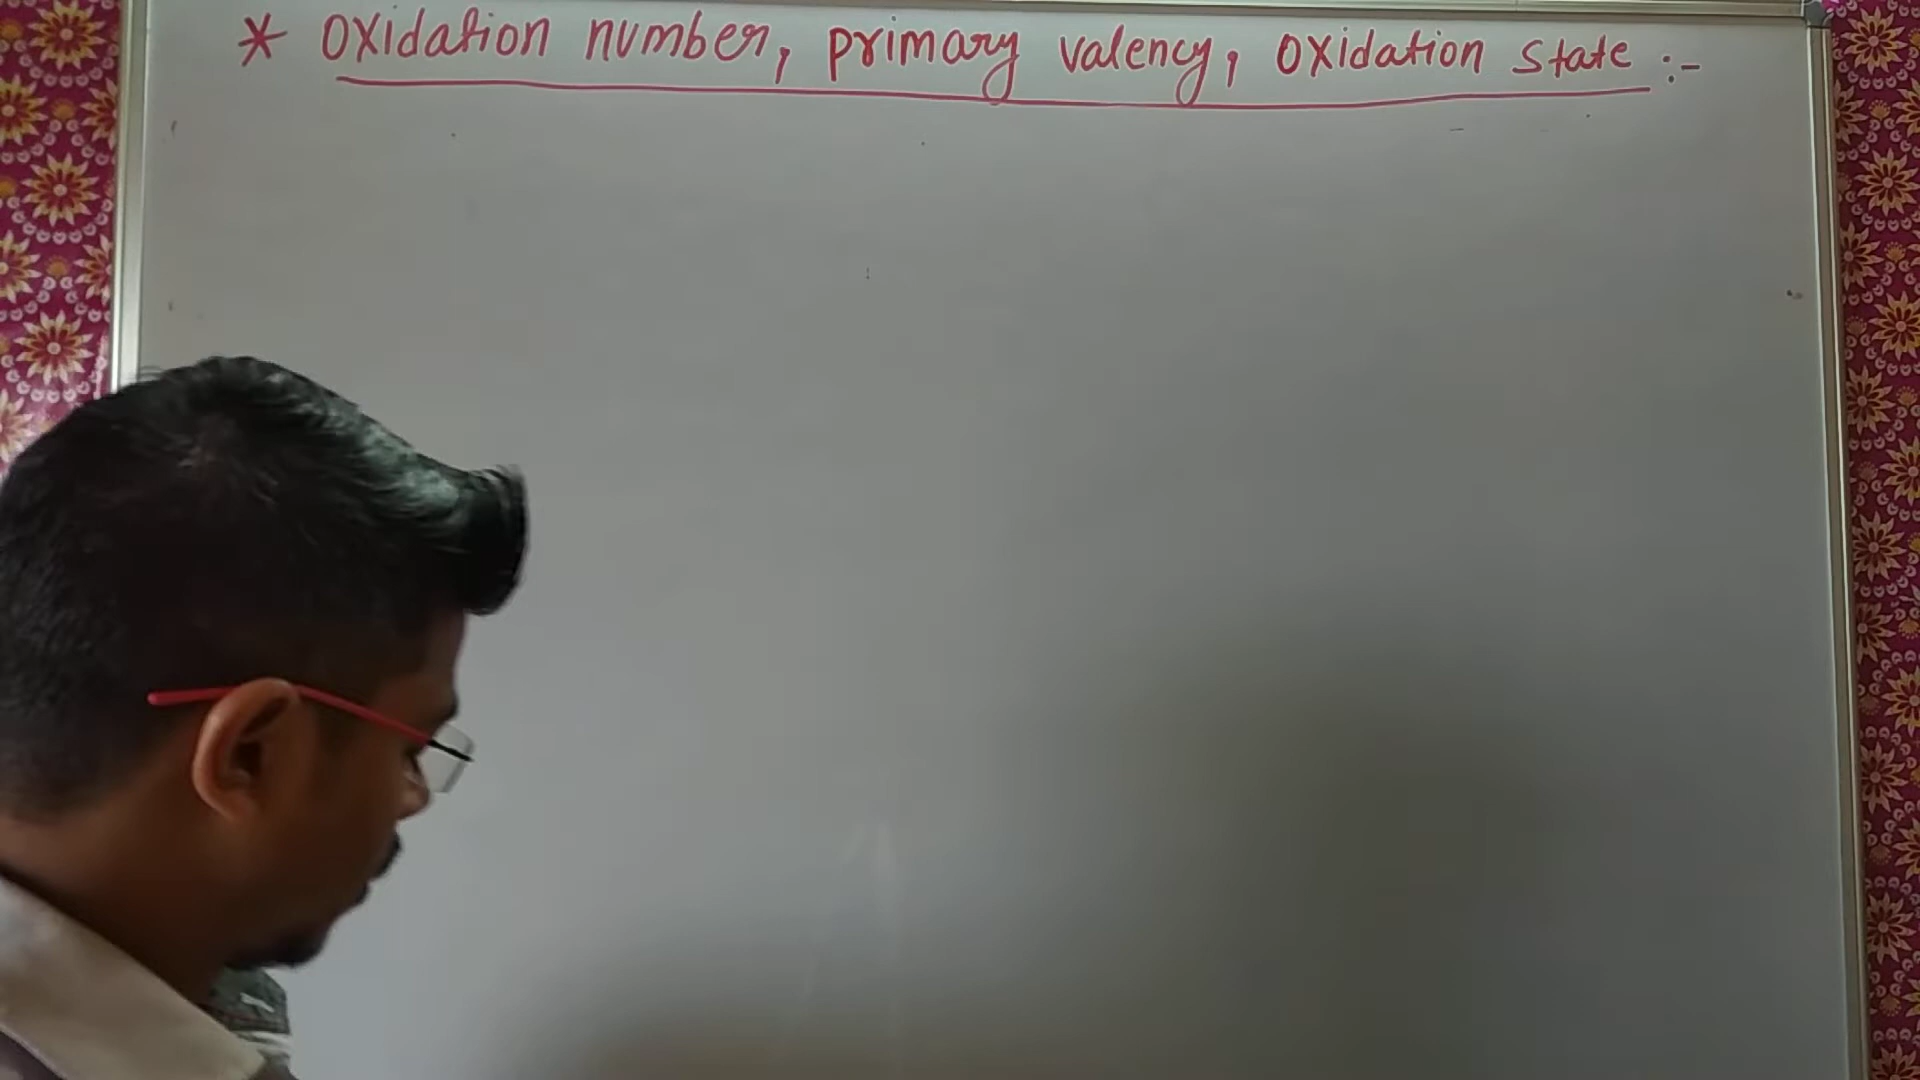 * Oxidation number, primary valency, Oxidation state :-